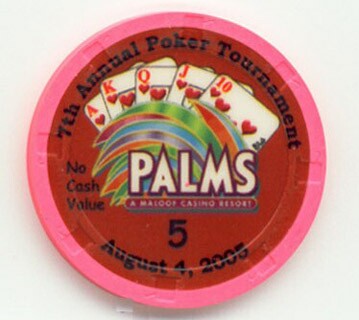 7th Annual Poker Tournament
A K Q J 10
PALMS
A MALOOF CASINO RESORT
No
Cash
Value
5
August 4, 2005